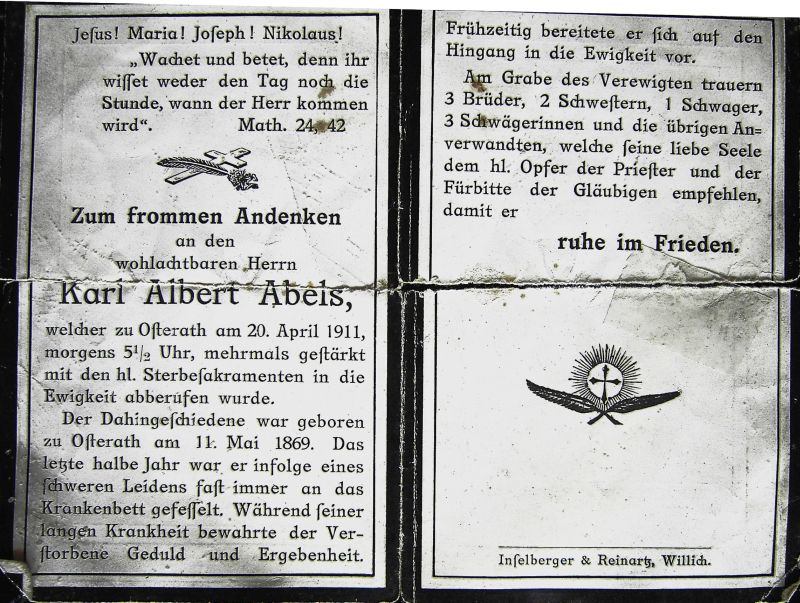 Jeſus! Maria! Joſeph! Nikolaus!
„Wachet und betet, denn ihr
wiſſet weder den Tag noch die
Stunde, wann der Herr kommen
wird“. Math. 24, 42
Zum frommen Andenken
an den
wohlachtbaren Herrn
Karl Albert Abels,
welcher zu Oſterath am 20. April 1911,
morgens 5½ Uhr, mehrmals geſtärkt
mit den hl. Sterbeſakramenten in die
Ewigkeit abberufen wurde.
Der Dahingeſchiedene war geboren
zu Oſterath am 11. Mai 1869. Das
letzte halbe Jahr war er infolge eines
ſchweren Leidens faſt immer an das
Krankenbett gefeſſelt. Während ſeiner
langen Krankheit bewahrte der Ver-
ſtorbene Geduld und Ergebenheit.
Frühzeitig bereitete er ſich auf den
Hingang in die Ewigkeit vor.
Am Grabe des Verewigten trauern
3 Brüder, 2 Schweſtern, 1 Schwager,
3 Schwägerinnen und die übrigen An=
verwandten, welche ſeine liebe Seele
dem hl. Opfer der Prieſter und der
Fürbitte der Gläubigen empfehlen,
damit er
ruhe im Frieden.
Inſelberger & Reinartz, Willich.